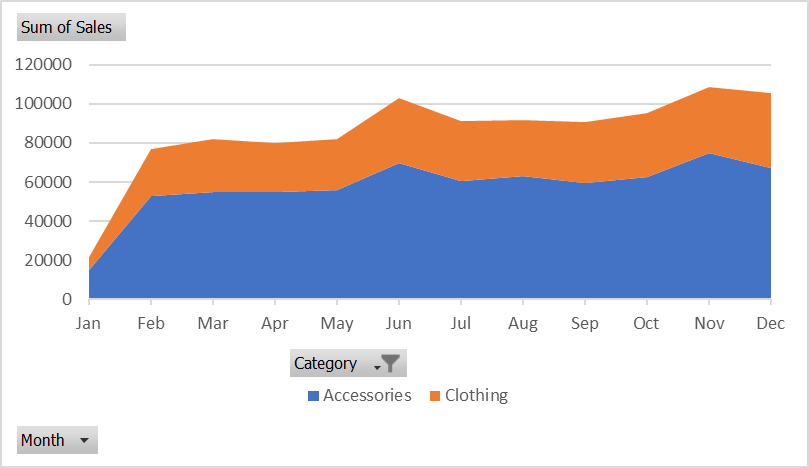 Sum of Sales
120000
100000
80000
60000
40000
20000
0
Jan Feb Mar Apr May Jun Jul Aug Sep Oct Nov Dec
Category
Accessories Clothing
Month